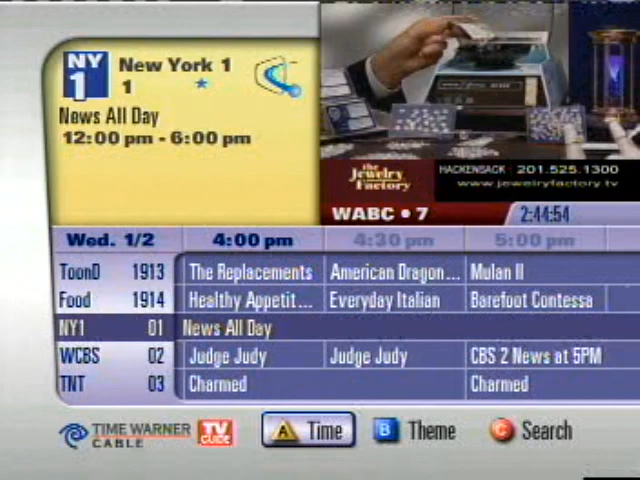 NY
1
New York 1
1
News All Day
12:00 pm - 6:00 pm
the
Jewelry
Factory
HACKENSACK · 201.525.1300
www.jewelryfactory.tv
WABC • 7
2:44:54
Wed. 1/2 4:00 pm 4:30 pm 5:00 pm
ToonD 1913 The Replacements American Dragon... Mulan II
Food 1914 Healthy Appetit... Everyday Italian Barefoot Contessa
NY1 01 News All Day
WCBS 02 Judge Judy Judge Judy CBS 2 News at 5PM
TNT 03 Charmed Charmed
TIME WARNER
CABLE
TV
GUIDE
A Time B Theme C Search